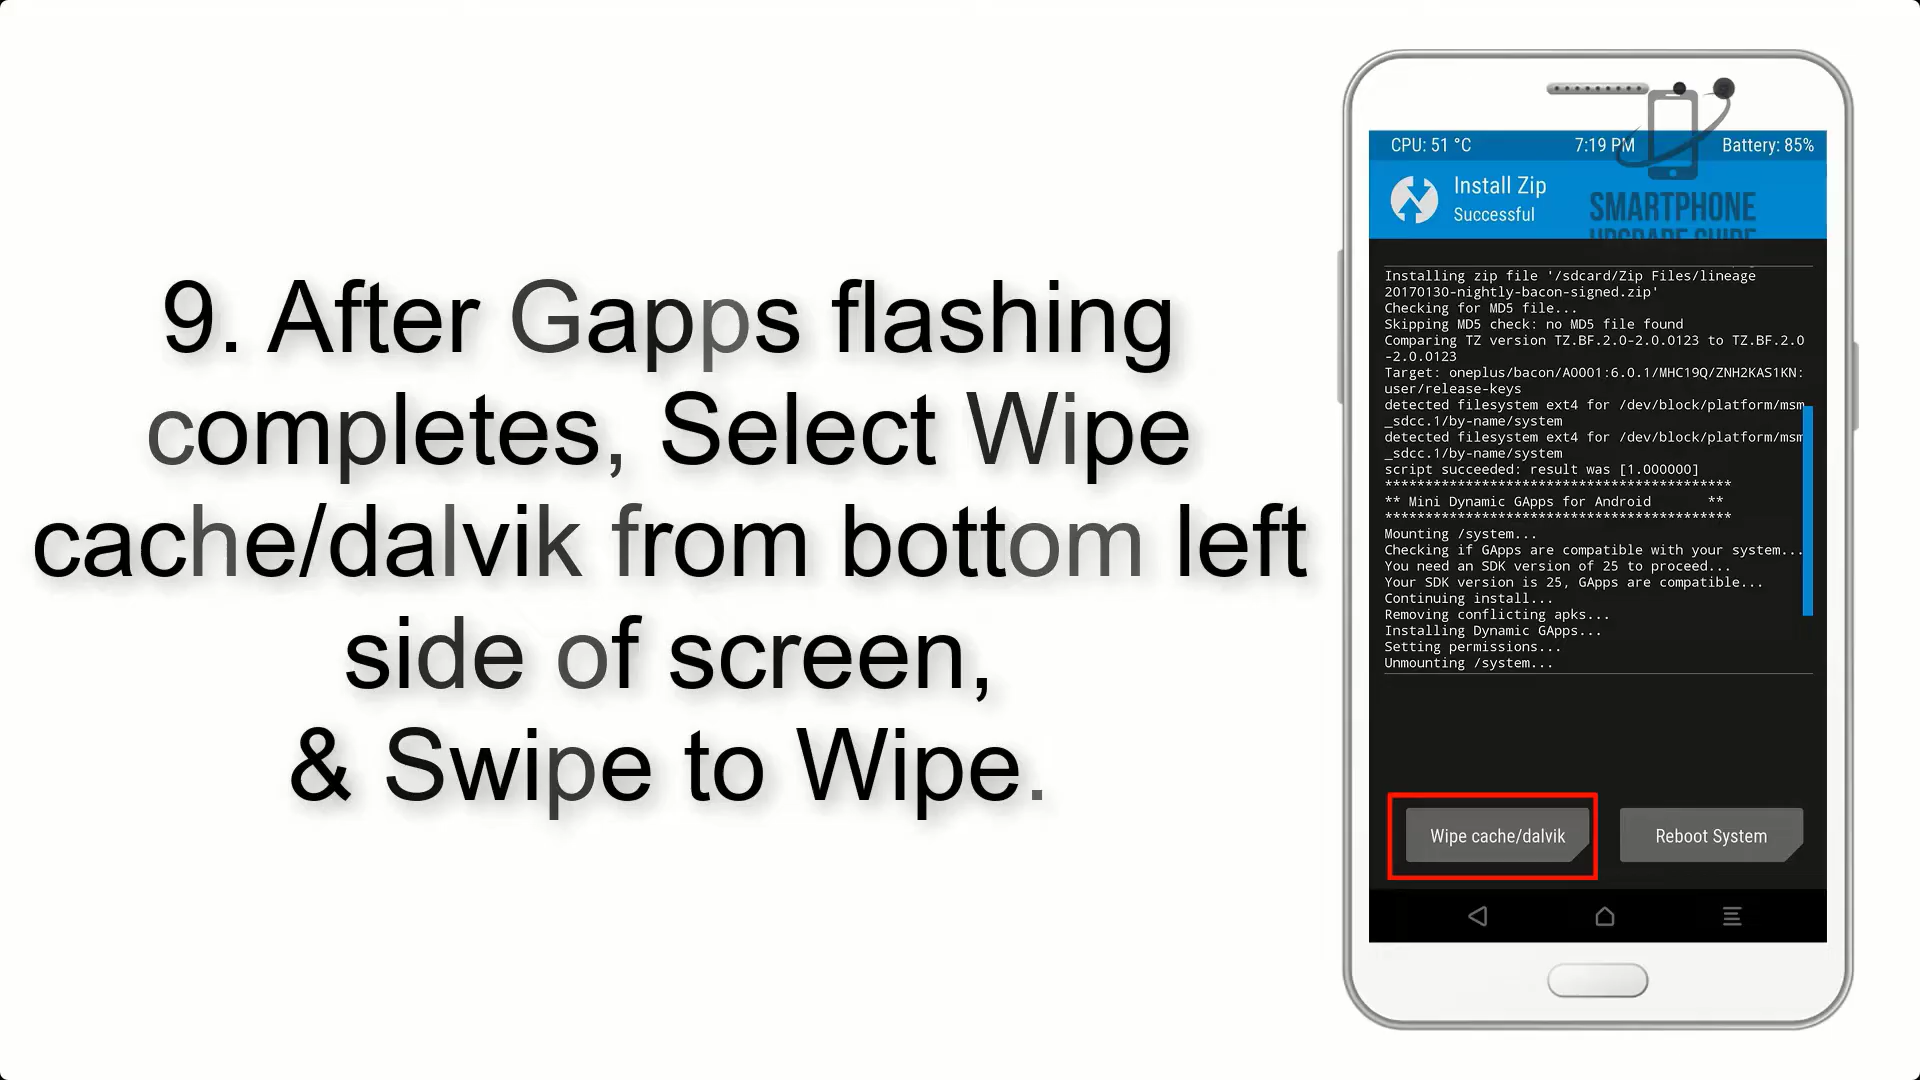 9. After Gapps flashing
completes, Select Wipe
cache/dalvik from bottom left
side of screen,
& Swipe to Wipe.
CPU: 51 °C 7:19 PM Battery: 85%
Install Zip
Successful
SMARTPHONE
UPGRADE GUIDE
Installing zip file '/sdcard/Zip Files/lineage
20170130-nightly-bacon-signed.zip'
Checking for MD5 file...
Skipping MD5 check: no MD5 file found
Comparing TZ version TZ.BF.2.0-2.0.0123 to TZ.BF.2.0
-2.0.0123
Target: oneplus/bacon/A0001:6.0.1/MHC19Q/ZNH2KAS1KN:
user/release-keys
detected filesystem ext4 for /dev/block/platform/msm
_sdcc.1/by-name/system
detected filesystem ext4 for /dev/block/platform/msm
_sdcc.1/by-name/system
script succeeded: result was [1.000000]
*******************************************
** Mini Dynamic GApps for Android **
*******************************************
Mounting /system...
Checking if GApps are compatible with your system...
You need an SDK version of 25 to proceed...
Your SDK version is 25, GApps are compatible...
Continuing install...
Removing conflicting apks...
Installing Dynamic GApps...
Setting permissions...
Unmounting /system...
Wipe cache/dalvik
Reboot System